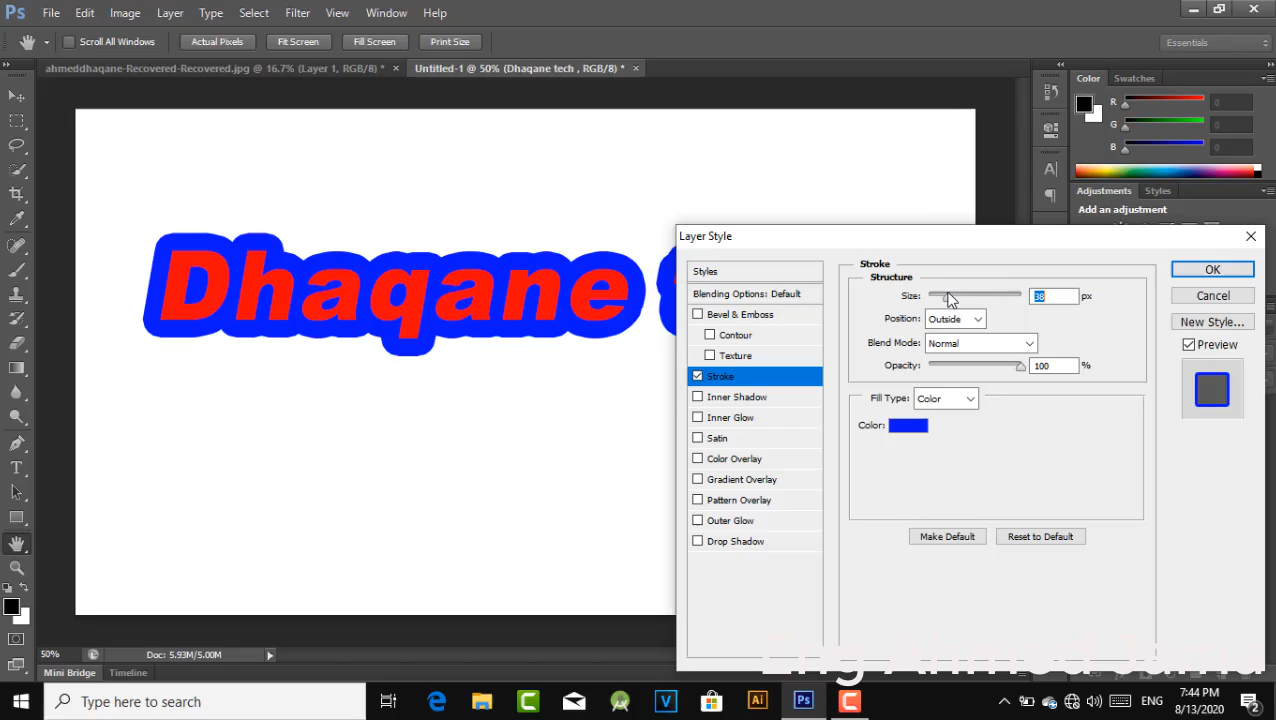 Ps File Edit Image Layer Type Select Filter View Window Help
Scroll All Windows Actual Pixels Fit Screen Fill Screen Print Size Essentials
ahmeddhaqane-Recovered-Recovered.jpg @ 16.7% (Layer 1, RGB/8) * × Untitled-1 @ 50% (Dhaqane tech , RGB/8) * ×
Color Swatches
R 0
G 0
B 0
Adjustments Styles
Add an adjustment
Dhaqane
Layer Style
Styles
Blending Options: Default
Bevel & Emboss
Contour
Texture
Stroke
Inner Shadow
Inner Glow
Satin
Color Overlay
Gradient Overlay
Pattern Overlay
Outer Glow
Drop Shadow
Stroke
Structure
Size: 38 px
Position: Outside
Blend Mode: Normal
Opacity: 100 %
Fill Type: Color
Color:
Make Default Reset to Default
OK
Cancel
New Style...
Preview
50% Doc: 5.93M/5.00M
Mini Bridge Timeline
Type here to search
ENG 7:44 PM
8/13/2020 2